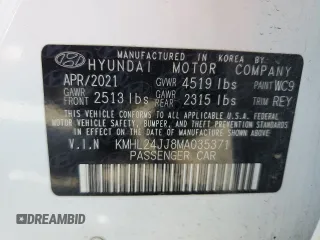 MANUFACTURED IN KOREA BY
HYUNDAI MOTOR COMPANY
APR/2021 GVWR 4519 lbs PAINT WC9
GAWR FRONT 2513 lbs GAWR REAR 2315 lbs TRIM REY
THIS VEHICLE CONFORMS TO ALL APPLICABLE
FEDERAL MOTOR VEHICLE SAFETY, BUMPER, AND
THEFT PREVENTION STANDARDS IN EFFECT ON
THE DATE OF MANUFACTURE SHOWN ABOVE.
V.I.N KMHL24JJ8MA035371
PASSENGER CAR
© AutoBidMaster
@DREAMBID